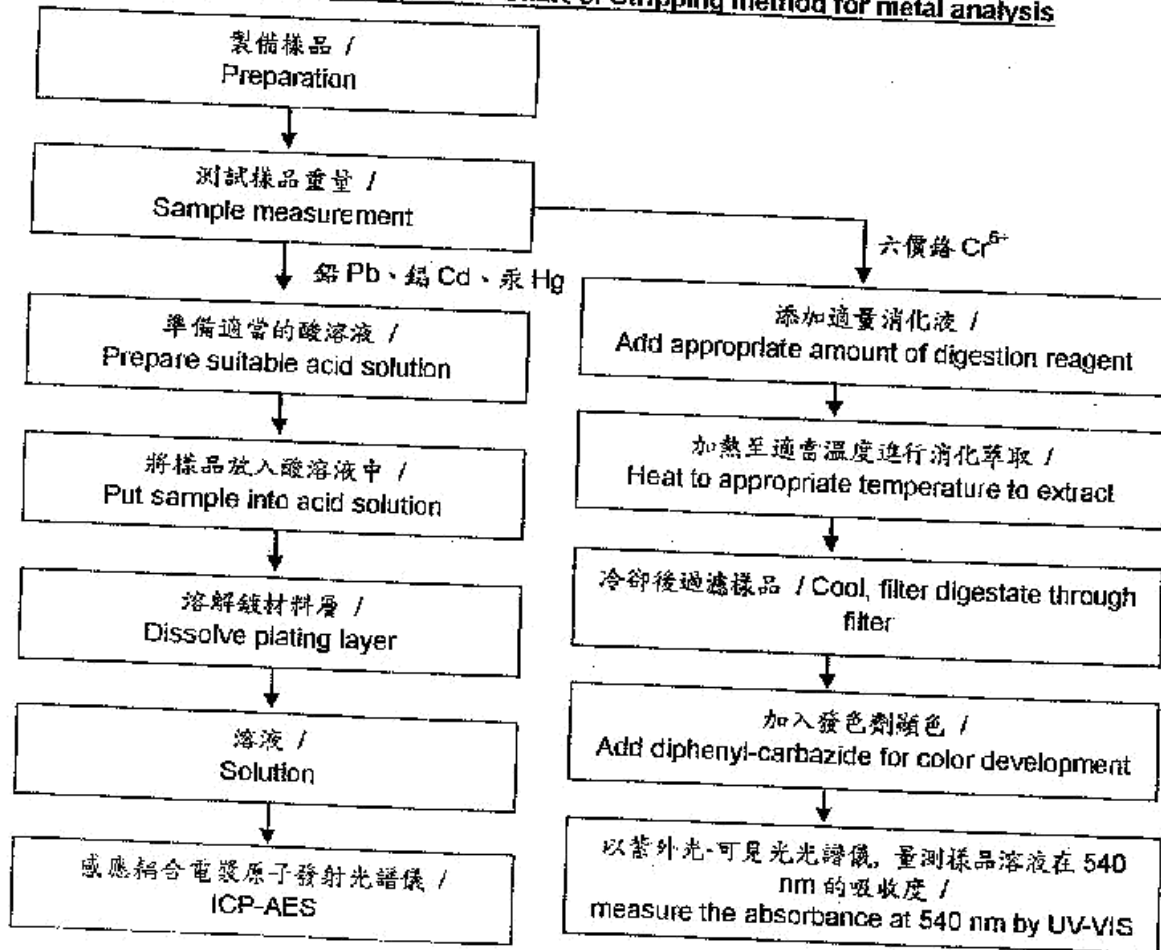 of Stripping method for metal analysis
製備樣品 /
Preparation
測試樣品重量 /
Sample measurement
鉛 Pb、鎘 Cd、汞 Hg
六價鉻 Cr6+
準備適當的酸溶液 /
Prepare suitable acid solution
將樣品放入酸溶液中 /
Put sample into acid solution
溶解鍍材料層 /
Dissolve plating layer
溶液 /
Solution
感應耦合電漿原子發射光譜儀 /
ICP-AES
添加適量消化液 /
Add appropriate amount of digestion reagent
加熱至適當溫度進行消化萃取 /
Heat to appropriate temperature to extract
冷卻後過濾樣品 / Cool, filter digestate through
filter
加入發色劑顯色 /
Add diphenyl-carbazide for color development
以紫外光-可見光光譜儀, 量測樣品溶液在 540
nm 的吸收度 /
measure the absorbance at 540 nm by UV-VIS